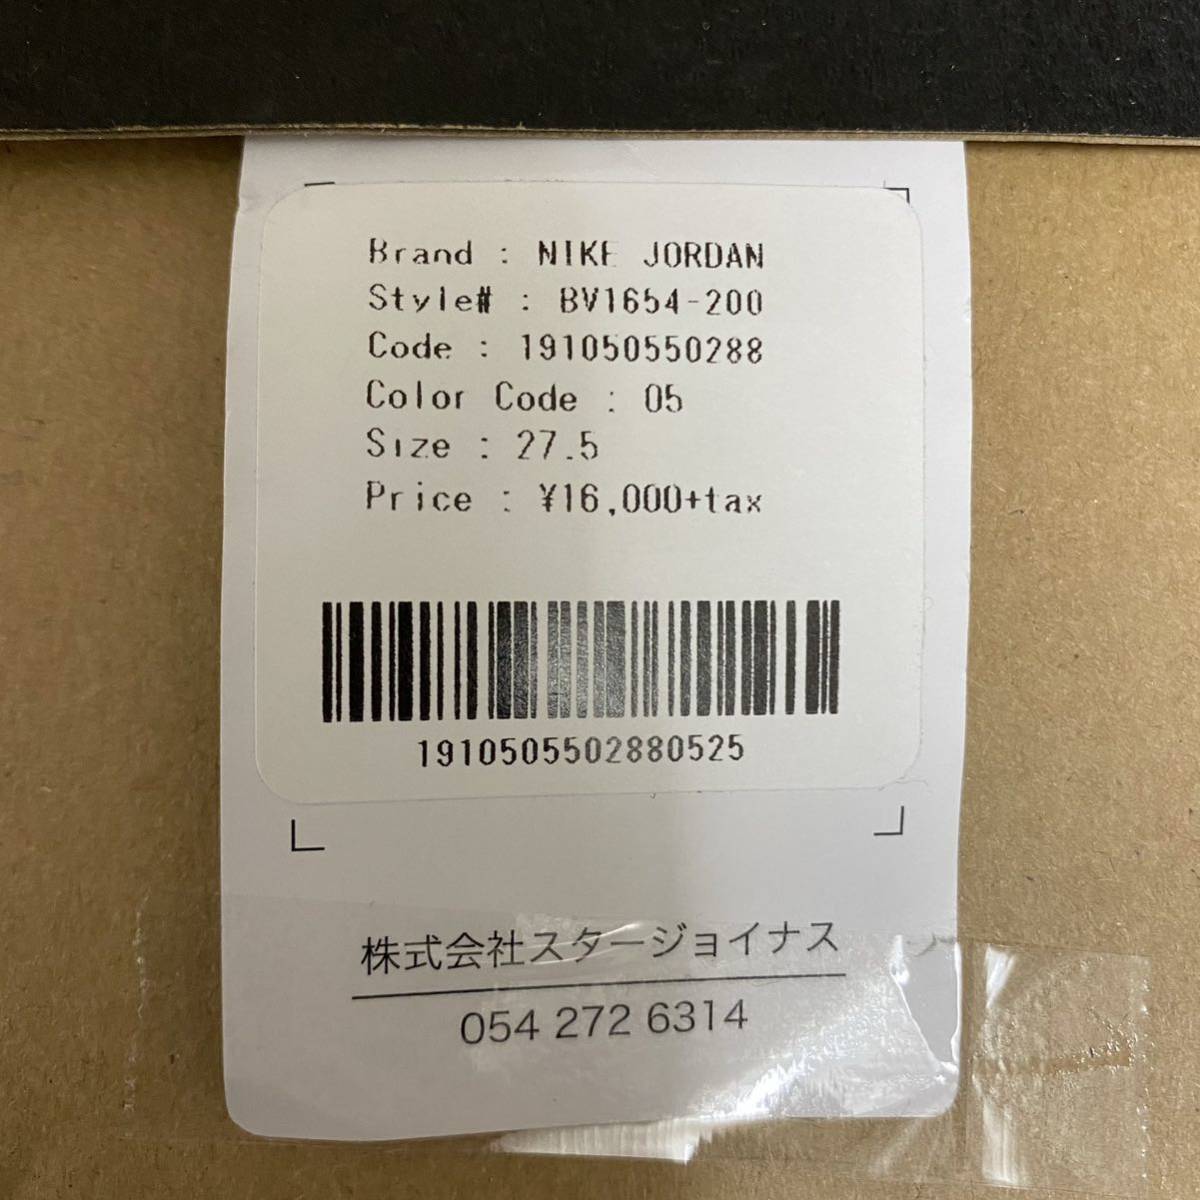 Brand : NIKE JORDAN
Style# : BV1654-200
Code : 191050550288
Color Code : 05
Size : 27.5
Price : ¥16,000+tax
1910505502880525
株式会社スタージョイナス
054 272 6314